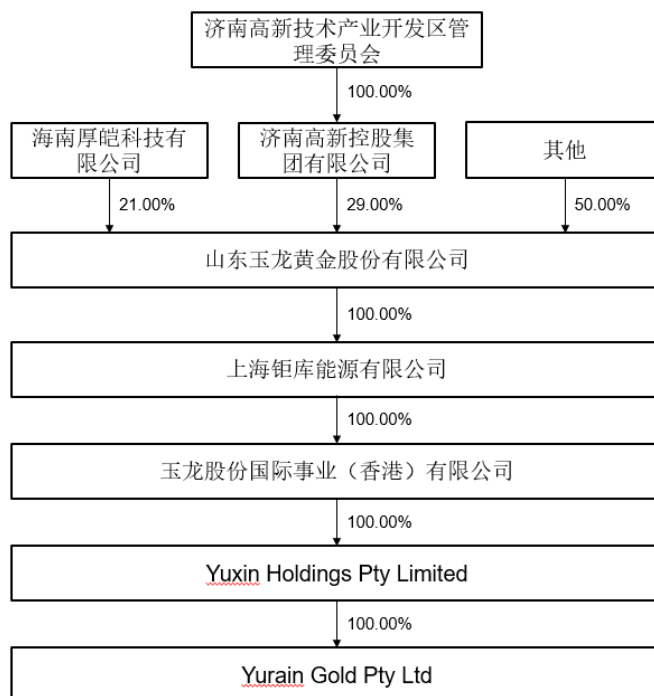 济南高新技术产业开发区管
理委员会
100.00%
海南厚皑科技有
限公司
济南高新控股集
团有限公司
其他
21.00%
29.00%
50.00%
山东玉龙黄金股份有限公司
100.00%
上海钜库能源有限公司
100.00%
玉龙股份国际事业（香港）有限公司
100.00%
Yuxin Holdings Pty Limited
100.00%
Yurain Gold Pty Ltd